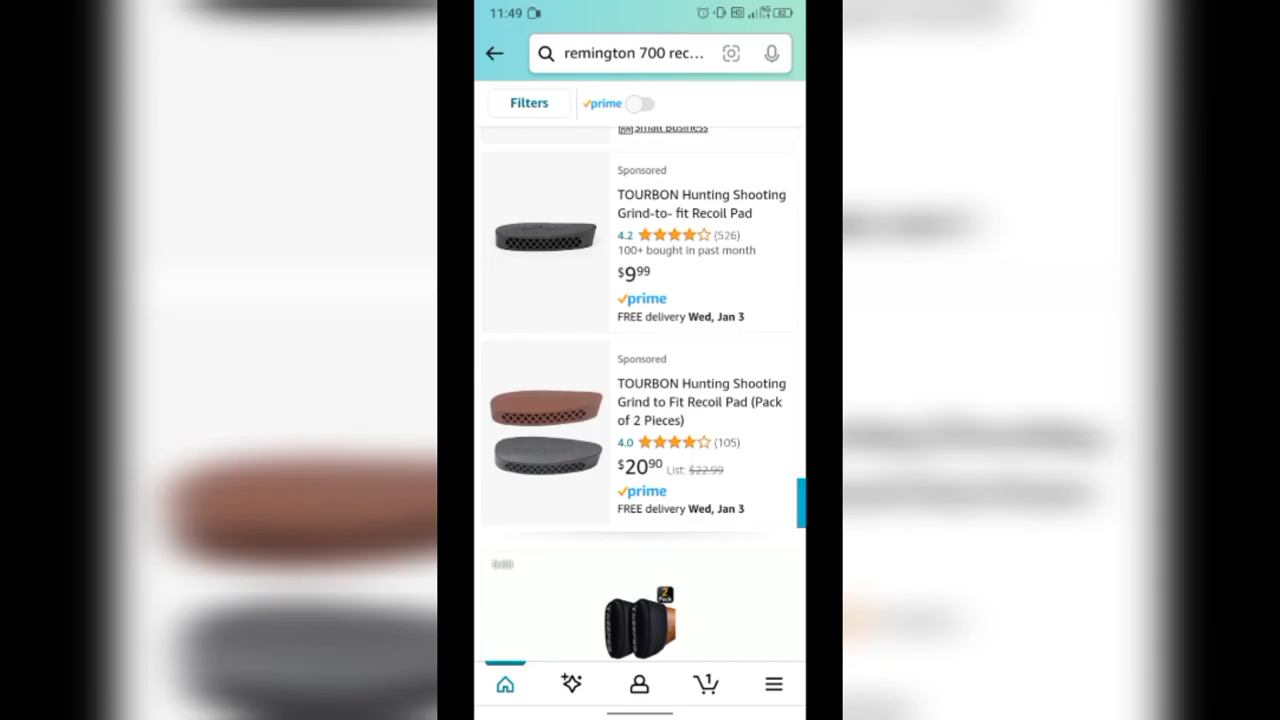 11:49
remington 700 rec...
Filters
prime
Small Business
Sponsored
TOURBON Hunting Shooting
Grind-to- fit Recoil Pad
4.2 (526)
100+ bought in past month
$9.99
prime
FREE delivery Wed, Jan 3
Sponsored
TOURBON Hunting Shooting
Grind to Fit Recoil Pad (Pack
of 2 Pieces)
4.0 (105)
$20.90 List: $22.99
prime
FREE delivery Wed, Jan 3
2
Pack
1